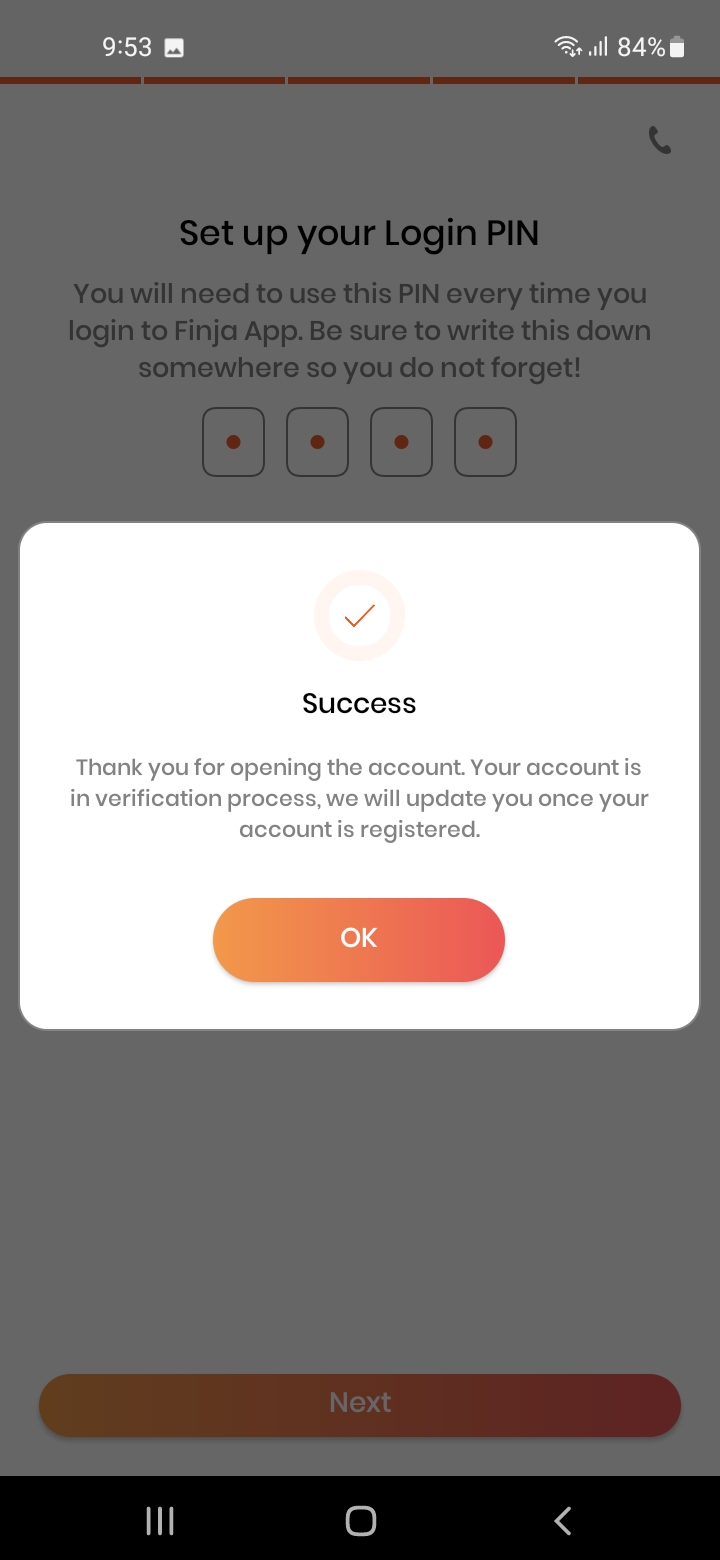 9:53
84%
Set up your Login PIN
You will need to use this PIN every time you
login to Finja App. Be sure to write this down
somewhere so you do not forget!
Success
Thank you for opening the account. Your account is
in verification process, we will update you once your
account is registered.
OK
Next